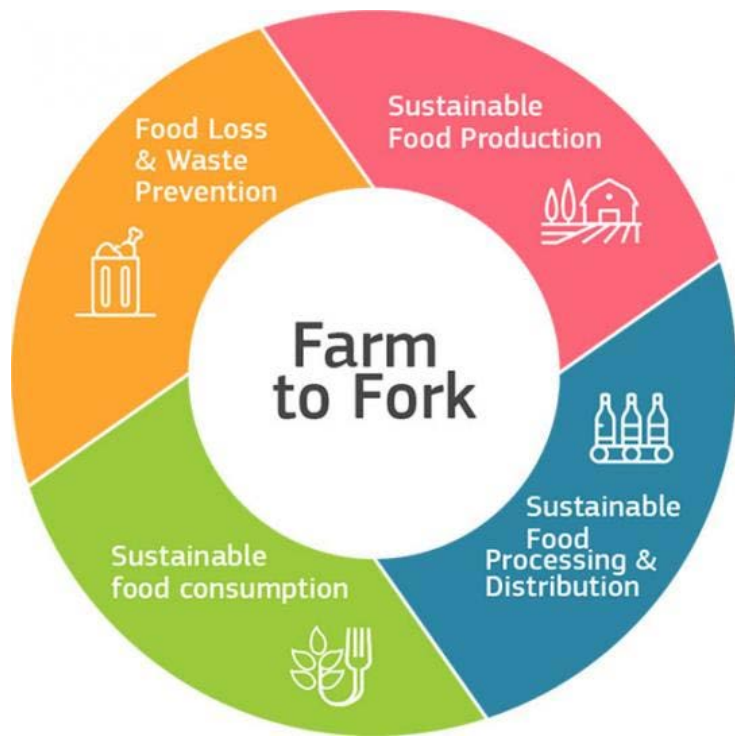 Food Loss
& Waste
Prevention
Sustainable
Food Production
Farm
to Fork
Sustainable
Food
Processing &
Distribution
Sustainable
food consumption